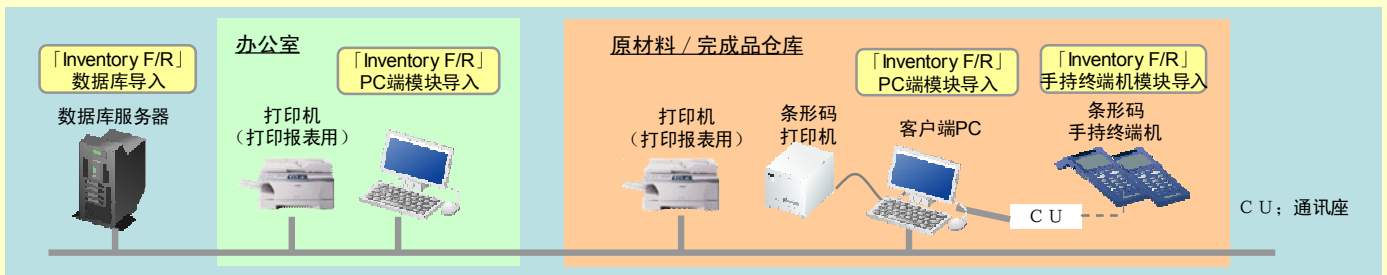 「Inventory F/R」
数据库导入
数据库服务器
办公室
「Inventory F/R」
PC端模块导入
打印机
（打印报表用）
原材料／完成品仓库
「Inventory F/R」
PC端模块导入
「Inventory F/R」
手持终端机模块导入
打印机
（打印报表用）
条形码
打印机
客户端PC
条形码
手持终端机
ＣＵ
ＣＵ；通讯座